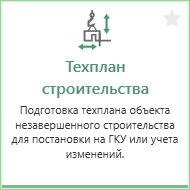 Техплан
строительства
Подготовка техплана объекта
незавершенного строительства
для постановки на ГКУ или учета
изменений.